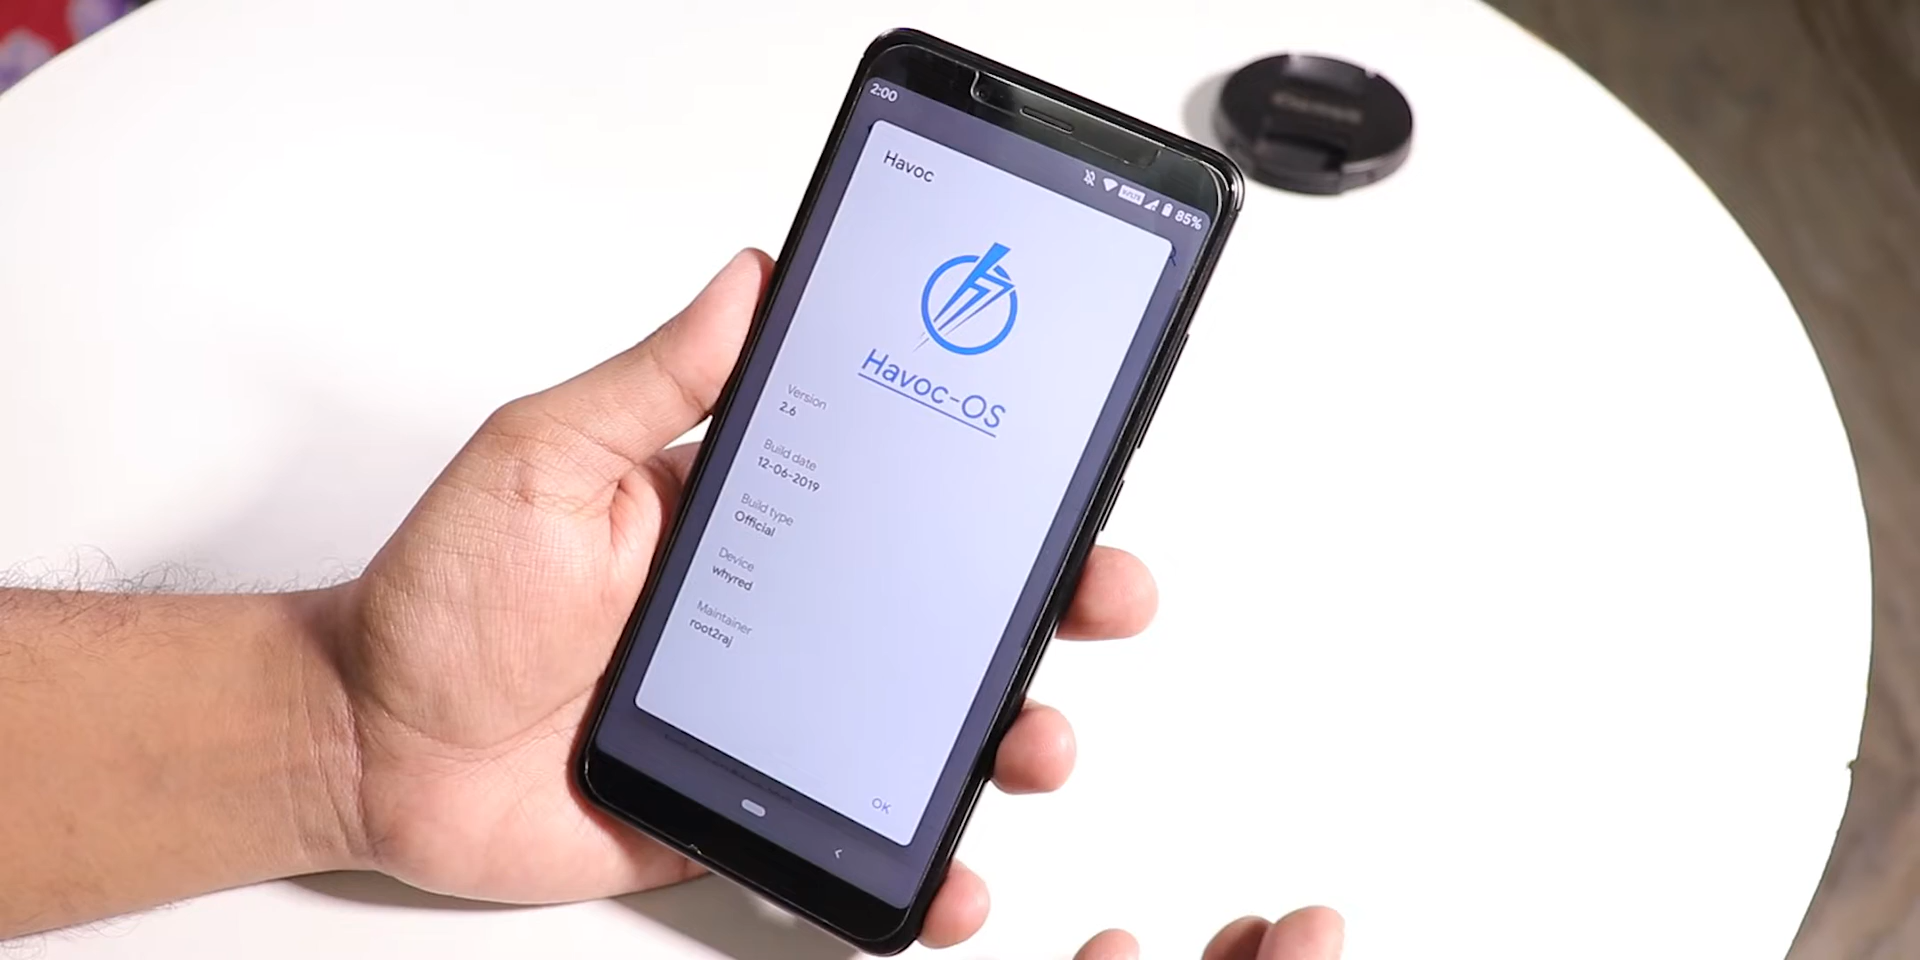 2:00
85%
Havoc
Havoc-OS
Version
2.6
Build date
12-06-2019
Build type
Official
Device
whyred
Maintainer
root2raj
OK